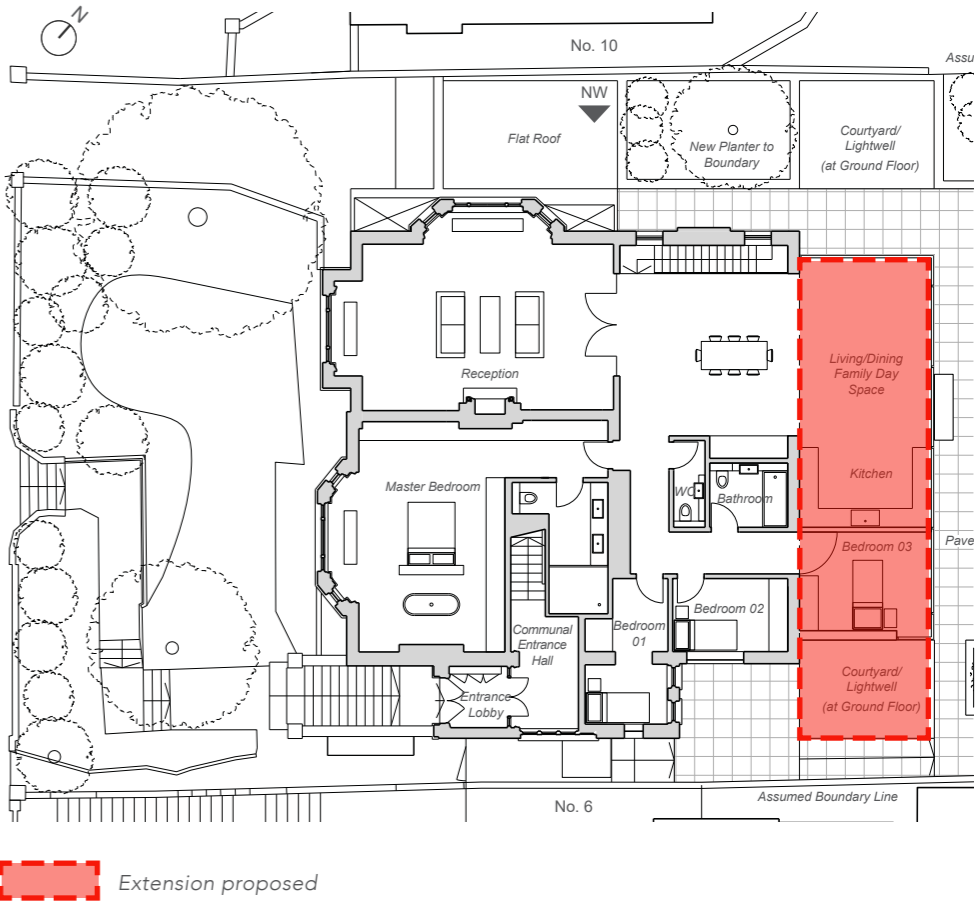 N
No. 10
Assu
NW
Flat Roof
New Planter to
Boundary
Courtyard/
Lightwell
(at Ground Floor)
Living/Dining
Family Day
Space
Reception
Kitchen
Master Bedroom
WC
Bathroom
Bedroom 03
Pave
Bedroom
01
Bedroom 02
Communal
Entrance
Hall
Courtyard/
Lightwell
(at Ground Floor)
Entrance
Lobby
No. 6
Assumed Boundary Line
Extension proposed